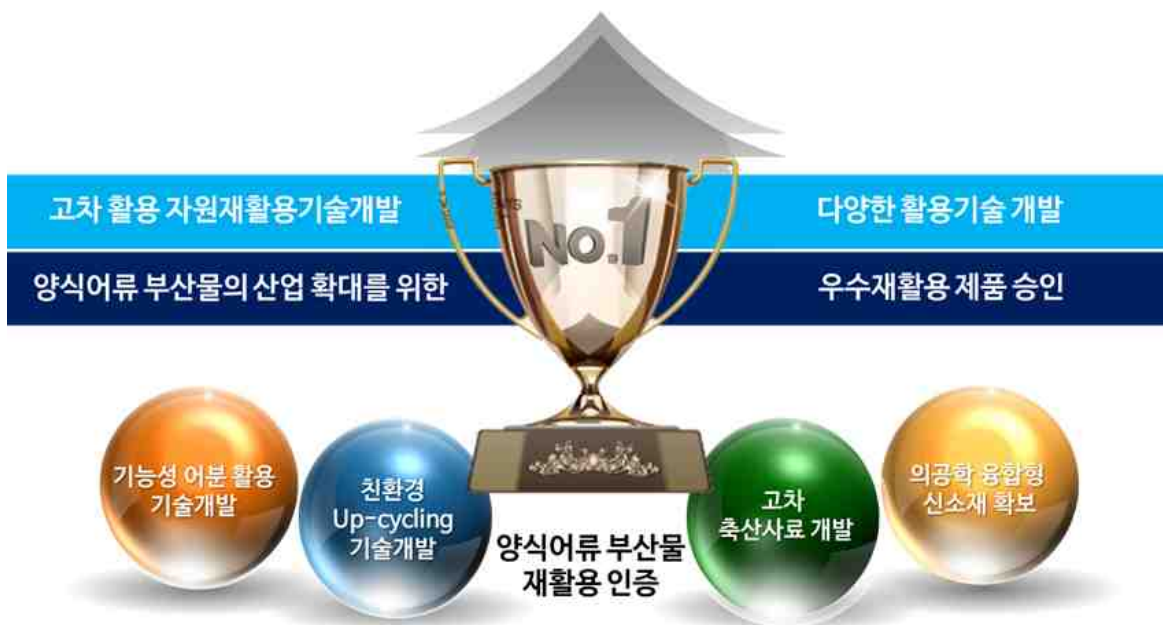 고차 활용 자원재활용기술개발
다양한 활용기술 개발
No.1
양식어류 부산물의 산업 확대를 위한
우수재활용 제품 승인
기능성 어분 활용
기술개발
친환경
Up-cycling
기술개발
양식어류 부산물
재활용 인증
고차
축산사료 개발
의공학 융합형
신소재 확보